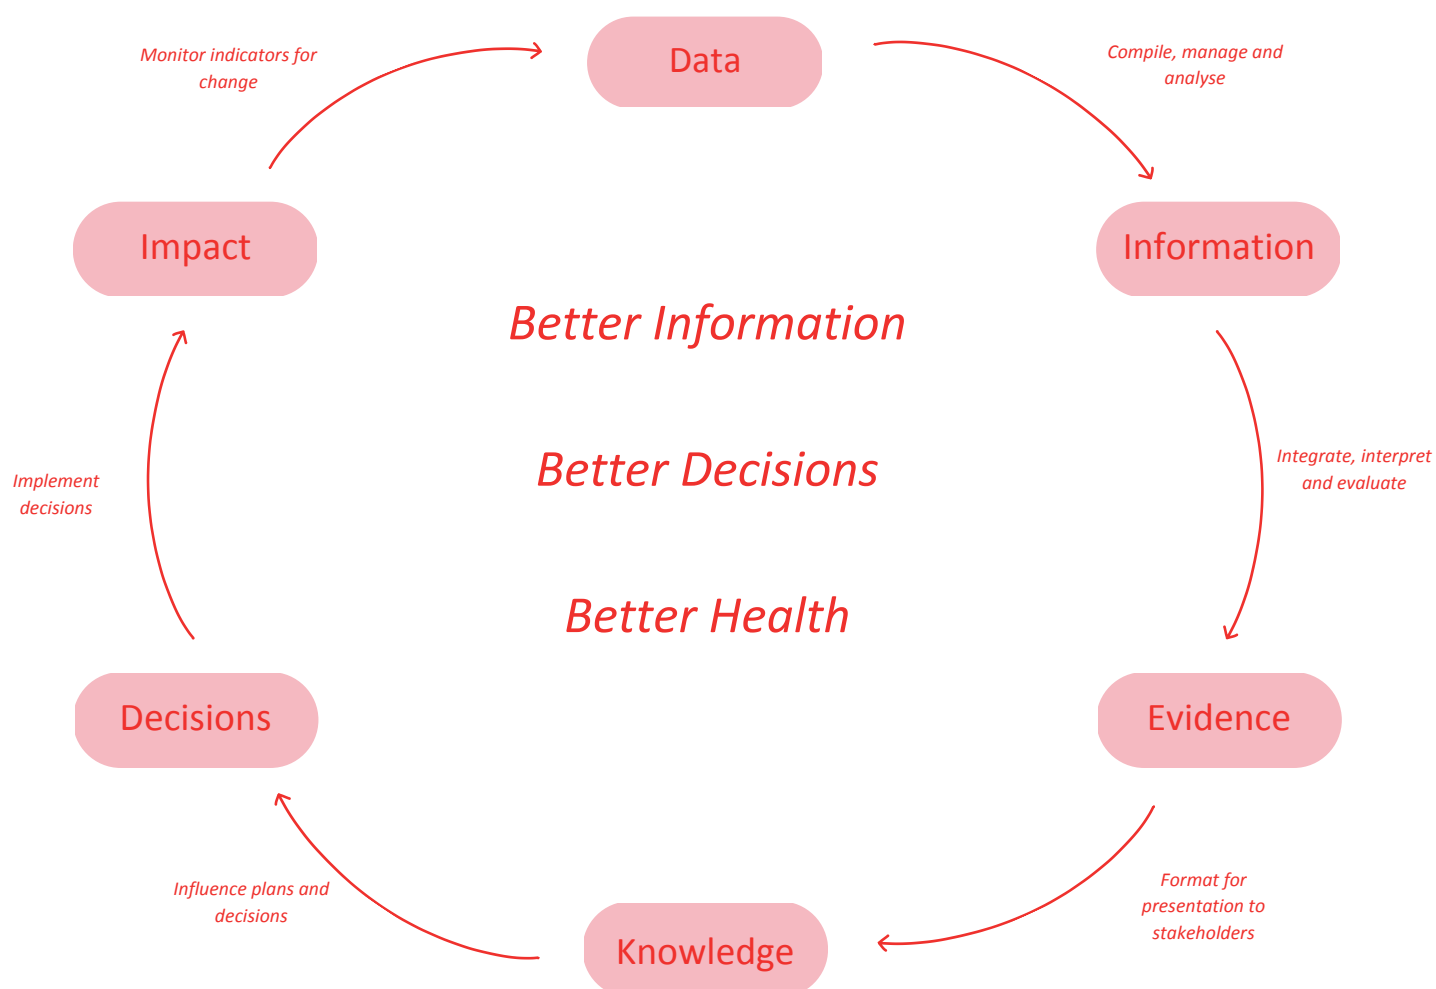 Data
Monitor indicators for
change
Compile, manage and
analyse
Impact
Information
Better Information
Better Decisions
Better Health
Implement
decisions
Integrate, interpret
and evaluate
Decisions
Evidence
Influence plans and
decisions
Format for
presentation to
stakeholders
Knowledge